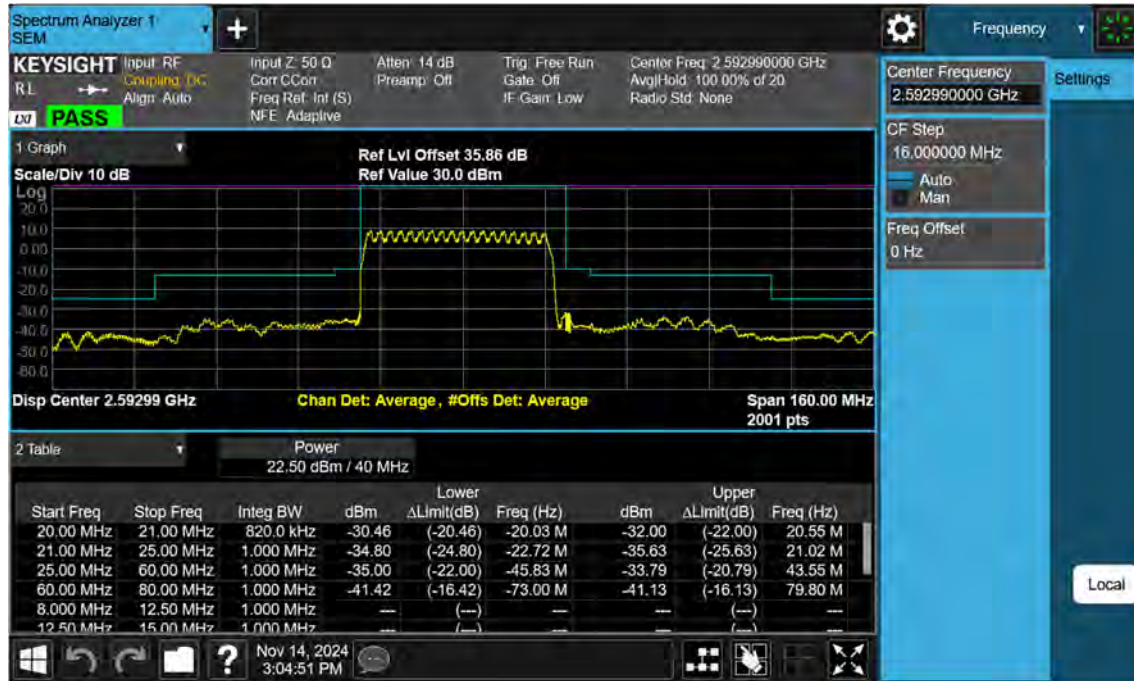 Spectrum Analyzer 1
SEM
+
Frequency
KEYSIGHT
RL
LXI
PASS
Input: RF
Coupling: DC
Align: Auto
Input Z: 50 Ω
Corr CCorr
Freq Ref: Int (S)
NFE: Adaptive
Atten: 14 dB
Preamp: Off
Trig: Free Run
Gate: Off
IF Gain: Low
Center Freq: 2.592990000 GHz
Avg|Hold: 100.00% of 20
Radio Std: None
Center Frequency
2.592990000 GHz
Settings
CF Step
16.000000 MHz
Auto
Man
Freq Offset
0 Hz
Local
1 Graph
Scale/Div 10 dB
Ref Lvl Offset 35.86 dB
Ref Value 30.0 dBm
Log
20.0
10.0
0.00
-10.0
-20.0
-30.0
-40.0
-50.0
-60.0
Disp Center 2.59299 GHz
Chan Det: Average, #Offs Det: Average
Span 160.00 MHz
2001 pts
2 Table
Power
22.50 dBm / 40 MHz
Lower Upper
Start Freq Stop Freq Integ BW dBm ΔLimit(dB) Freq (Hz) dBm ΔLimit(dB) Freq (Hz)
20.00 MHz 21.00 MHz 820.0 kHz -30.46 (-20.46) -20.03 M -32.00 (-22.00) 20.55 M
21.00 MHz 25.00 MHz 1.000 MHz -34.80 (-24.80) -22.72 M -35.63 (-25.63) 21.02 M
25.00 MHz 60.00 MHz 1.000 MHz -35.00 (-22.00) -45.83 M -33.79 (-20.79) 43.55 M
60.00 MHz 80.00 MHz 1.000 MHz -41.42 (-16.42) -73.00 M -41.13 (-16.13) 79.80 M
8.000 MHz 12.50 MHz 1.000 MHz --- (---) --- --- (---) ---
12.50 MHz 15.00 MHz 1.000 MHz --- (---) --- --- (---) ---
?
Nov 14, 2024
3:04:51 PM